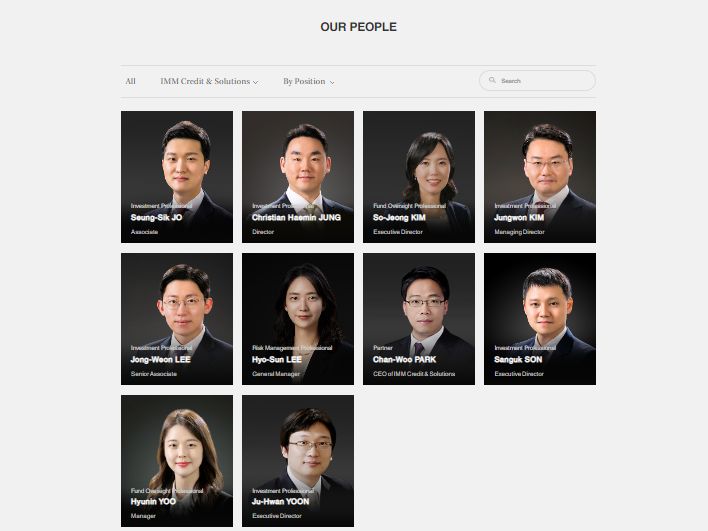 OUR PEOPLE
All
IMM Credit & Solutions
By Position
Search
Investment Professional
Seung-Sik JO
Associate
Investment Professional
Christian Haemin JUNG
Director
Fund Oversight Professional
So-Jeong KIM
Executive Director
Investment Professional
Jungwon KIM
Managing Director
Investment Professional
Jong-Weon LEE
Senior Associate
Risk Management Professional
Hyo-Sun LEE
General Manager
Partner
Chan-Woo PARK
CEO of IMM Credit & Solutions
Investment Professional
Sanguk SON
Executive Director
Fund Oversight Professional
Hyunin YOO
Manager
Investment Professional
Ju-Hwan YOON
Executive Director